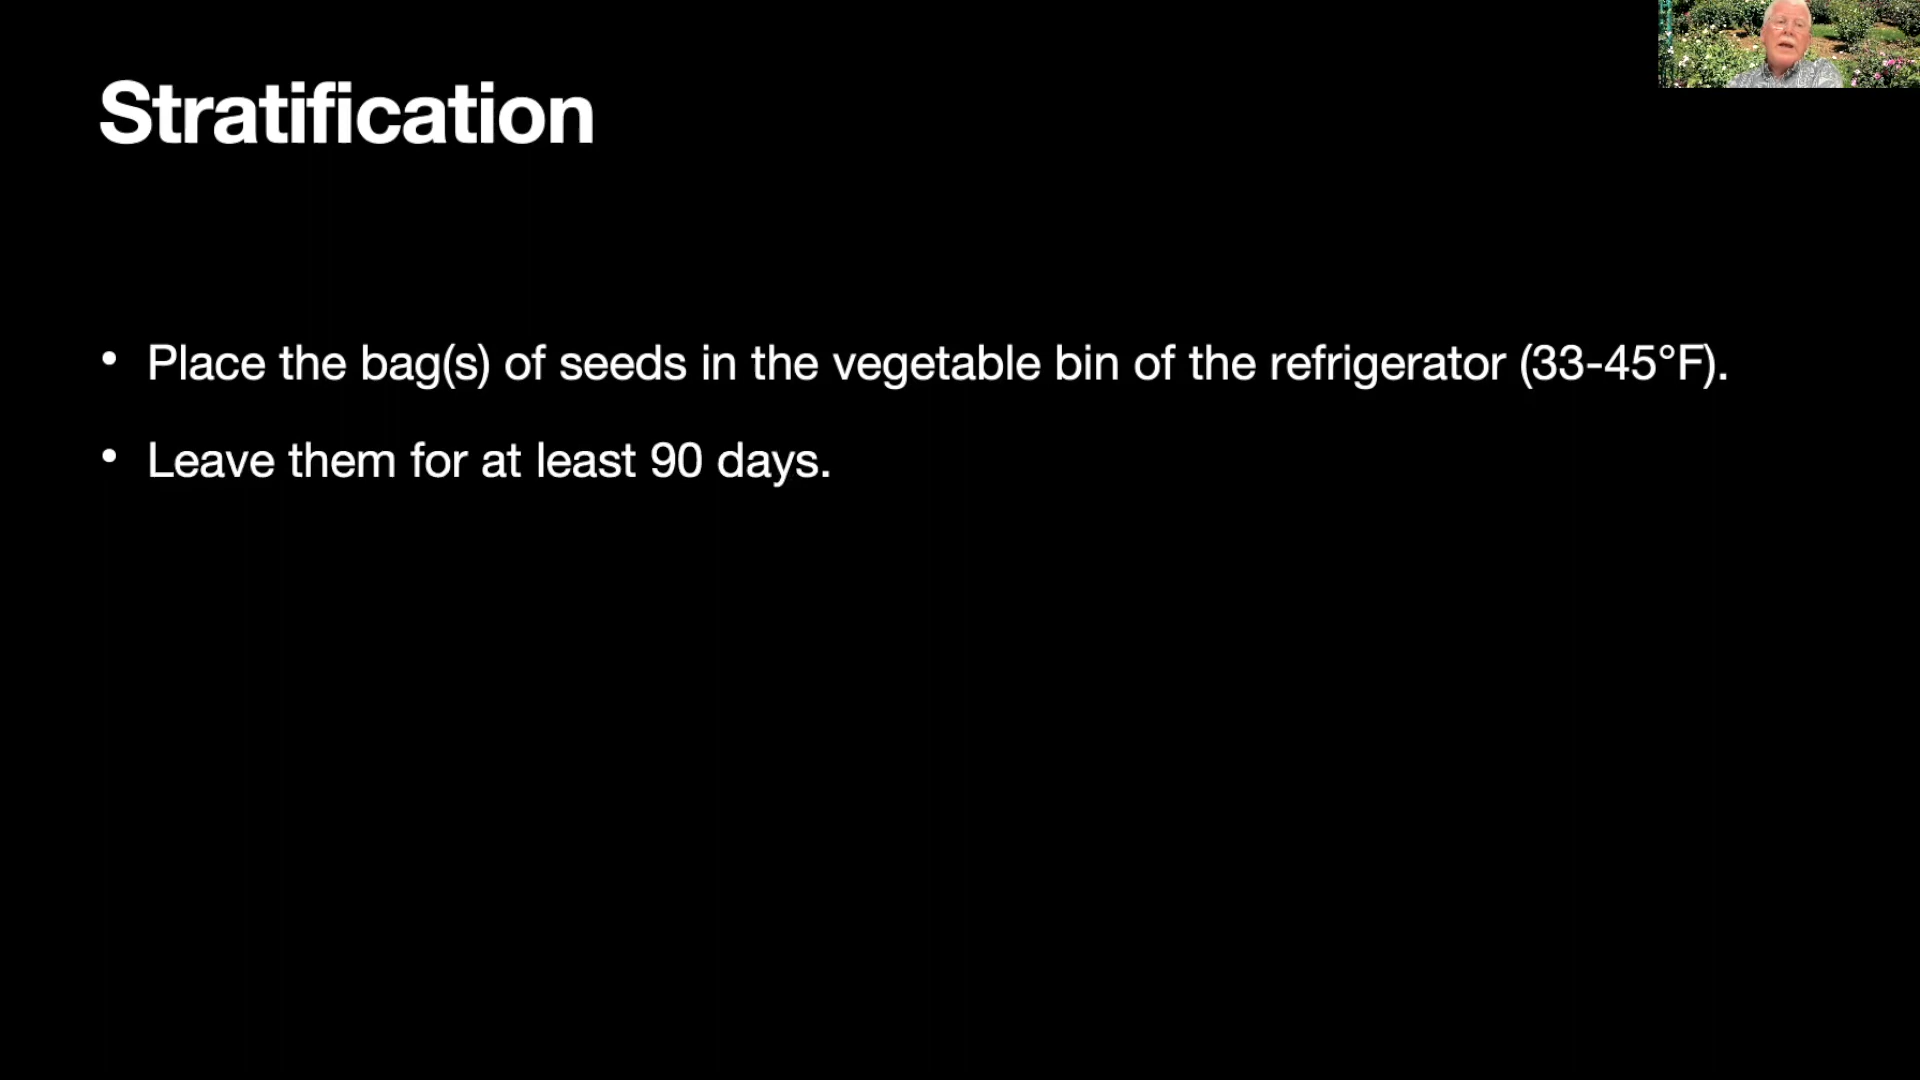 Stratification
• Place the bag(s) of seeds in the vegetable bin of the refrigerator (33-45°F).
• Leave them for at least 90 days.